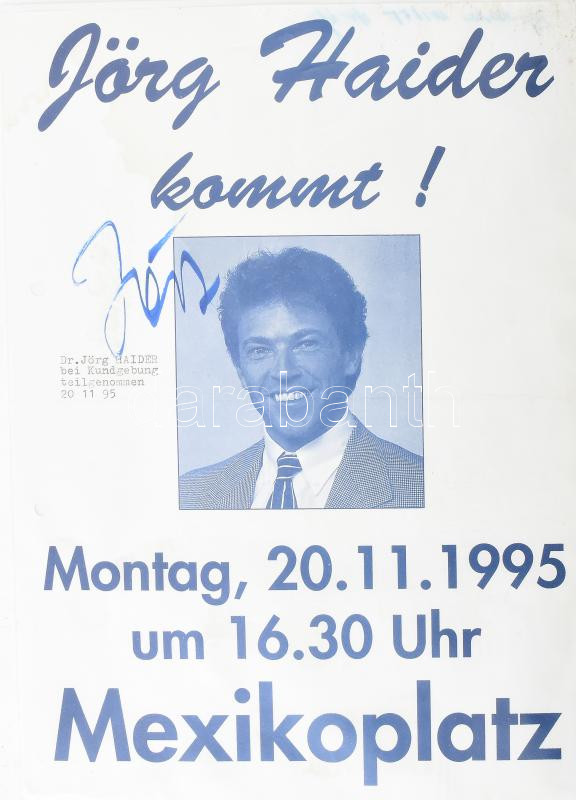 Jörg Haider
kommt !
Jörg
Dr.Jörg HAIDER
bei Kundgebung
teilgenommen
20 11 95
darabanth
Montag, 20.11.1995
um 16.30 Uhr
Mexikoplatz